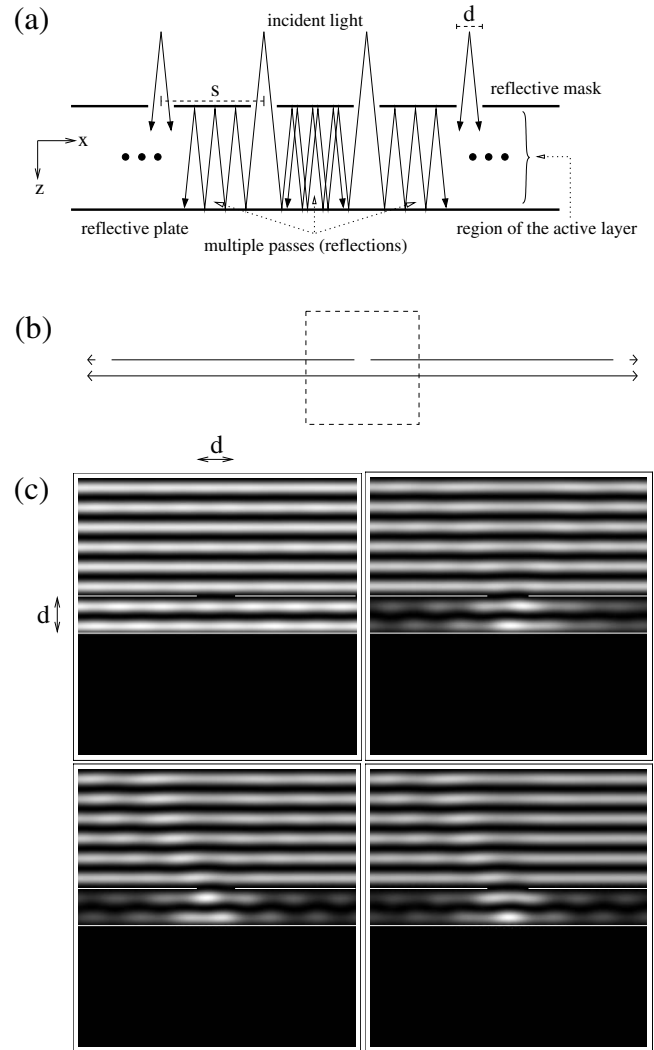 (a)
incident light
d
s
reflective mask
x
z
reflective plate
multiple passes (reflections)
region of the active layer
(b)
d
(c)
d